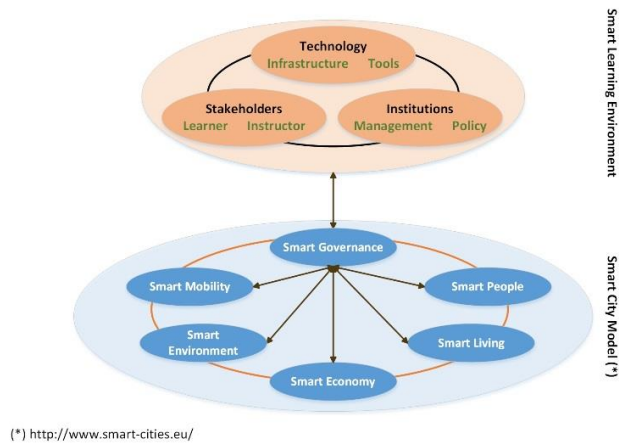 Technology
Infrastructure Tools
Stakeholders
Learner Instructor
Institutions
Management Policy
Smart Learning Environment
Smart Governance
Smart Mobility
Smart People
Smart
Environment
Smart Living
Smart Economy
Smart City Model (*)
(*) http://www.smart-cities.eu/